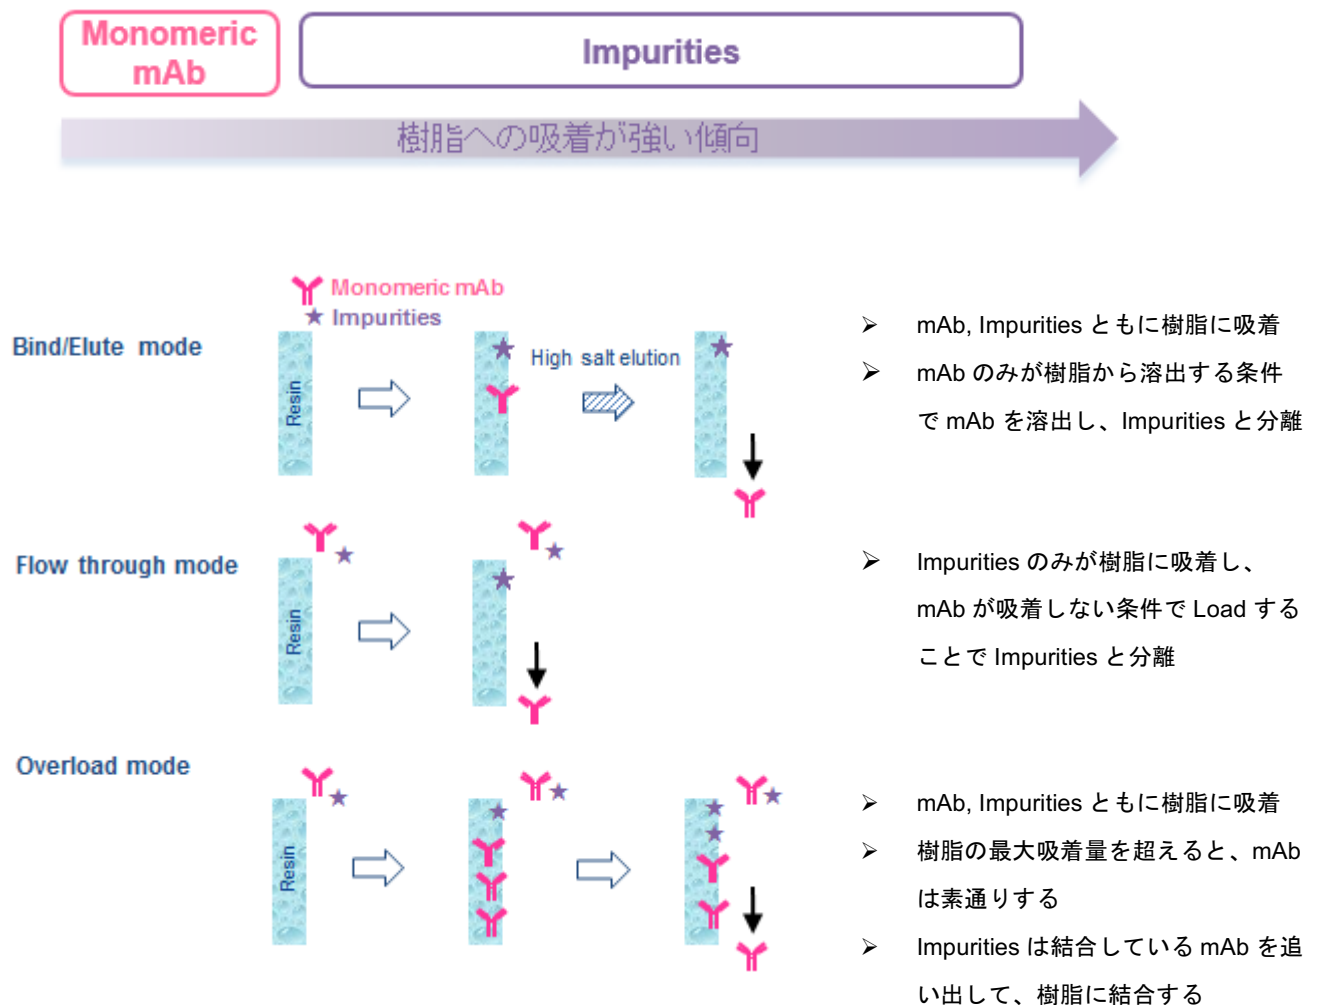 Monomeric
mAb
Impurities
樹脂への吸着が強い傾向
Monomeric mAb
Impurities
Bind/Elute mode
Resin
High salt elution
➢ mAb, Impurities ともに樹脂に吸着
➢ mAb のみが樹脂から溶出する条件
で mAb を溶出し、Impurities と分離
Flow through mode
Resin
➢ Impurities のみが樹脂に吸着し、
mAb が吸着しない条件で Load する
ことで Impurities と分離
Overload mode
Resin
➢ mAb, Impurities ともに樹脂に吸着
➢ 樹脂の最大吸着量を超えると、mAb
は素通りする
➢ Impurities は結合している mAb を追
い出して、樹脂に結合する